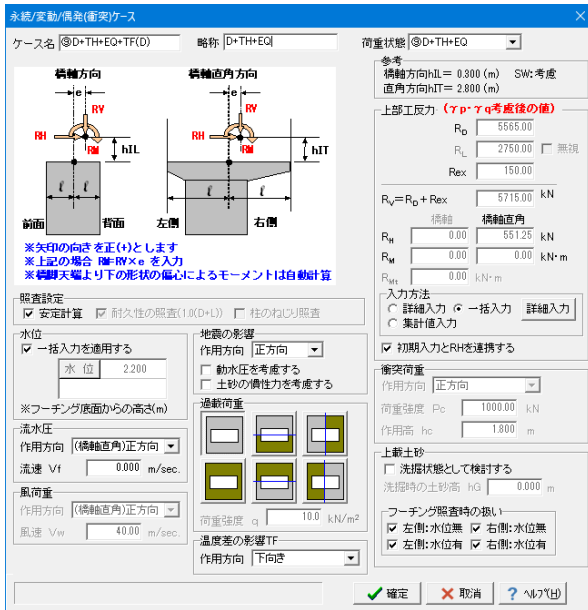 永続/変動/偶発(衝突)ケース
ケース名 ⑨D+TH+EQ+TF(D) 略称 D+TH+EQ 荷重状態 ⑨D+TH+EQ
橋軸方向 橋軸直角方向
e e
RV RV
RH RH
RM hIL RM hIT
ℓ ℓ ℓ ℓ
前面 背面 左側 右側
※矢印の向きを正(+)とします
※上記の場合 RM=RV×e を入力
※橋脚天端より下の形状の偏心によるモーメントは自動計算
照査設定
安定計算 耐久性の照査(1.0(D+L)) 柱のねじり照査
水位
一括入力を適用する
水 位 2.200
※フーチング底面からの高さ(m)
流水圧
作用方向 (橋軸直角)正方向
流速 Vf 0.000 m/sec.
風荷重
作用方向 (橋軸直角)正方向
風速 Vw 40.00 m/sec.
地震の影響
作用方向 正方向
動水圧を考慮する
土砂の慣性力を考慮する
過載荷重
荷重強度 q 10.0 kN/m²
温度差の影響TF
作用方向 下向き
参考
橋軸方向hIL= 0.300 (m) SW:考慮
直角方向hIT= 2.800 (m)
上部工反力 (γp・γq考慮後の値)
RD 5565.00
RL 2750.00 無視
Rex 150.00
RV=RD+Rex 5715.00 kN
橋軸 橋軸直角
RH 0.00 551.25 kN
RM 0.00 0.00 kN・m
RMt 0.00 kN・m
入力方法
詳細入力 一括入力 詳細入力
集計値入力
初期入力とRHを連携する
衝突荷重
作用方向 正方向
荷重強度 Pc 1000.00 kN
作用高 hc 1.800 m
上載土砂
洗掘状態として検討する
洗掘時の土砂高 hG 0.000 m
フーチング照査時の扱い
左側:水位無 右側:水位無
左側:水位有 右側:水位有
確定 取消 ? ヘルプ(H)